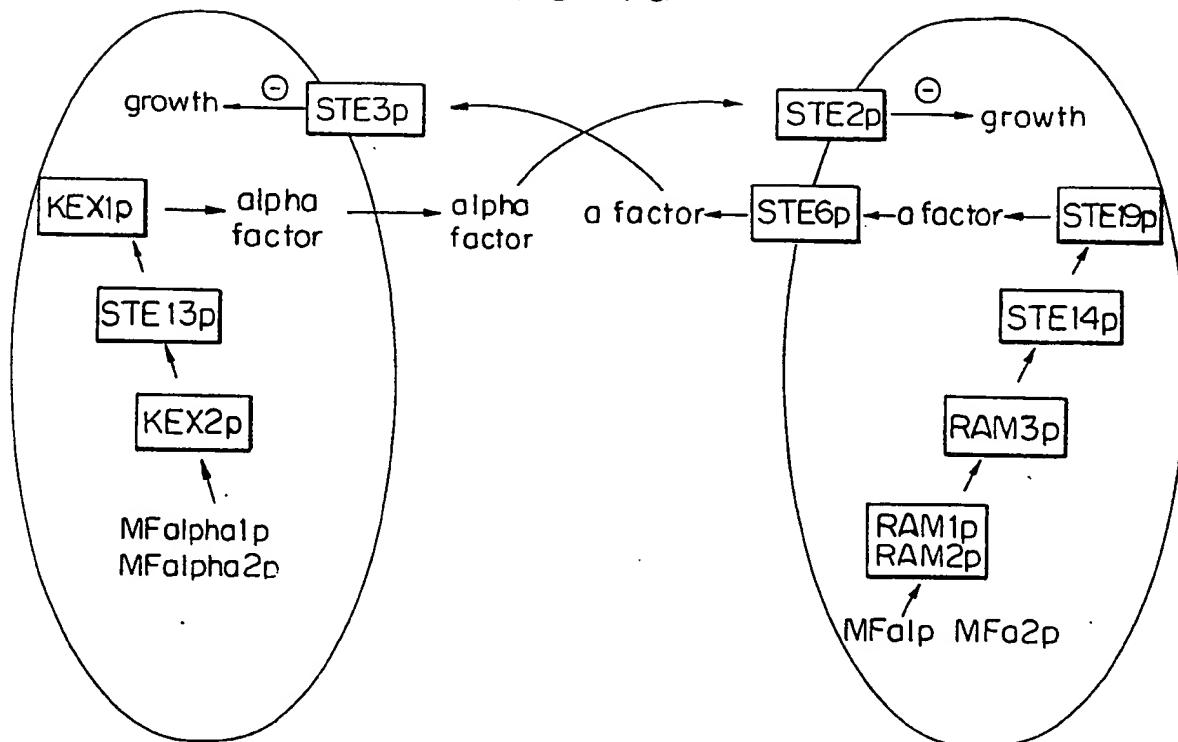 growth
⊖
STE3p
KEX1p
alpha
factor
alpha
factor
STE13p
KEX2p
MFalpha1p
MFalpha2p
STE2p
⊖
growth
a factor
STE6p
a factor
STE19p
STE14p
RAM3p
RAM1p
RAM2p
MFa1p MFa2p